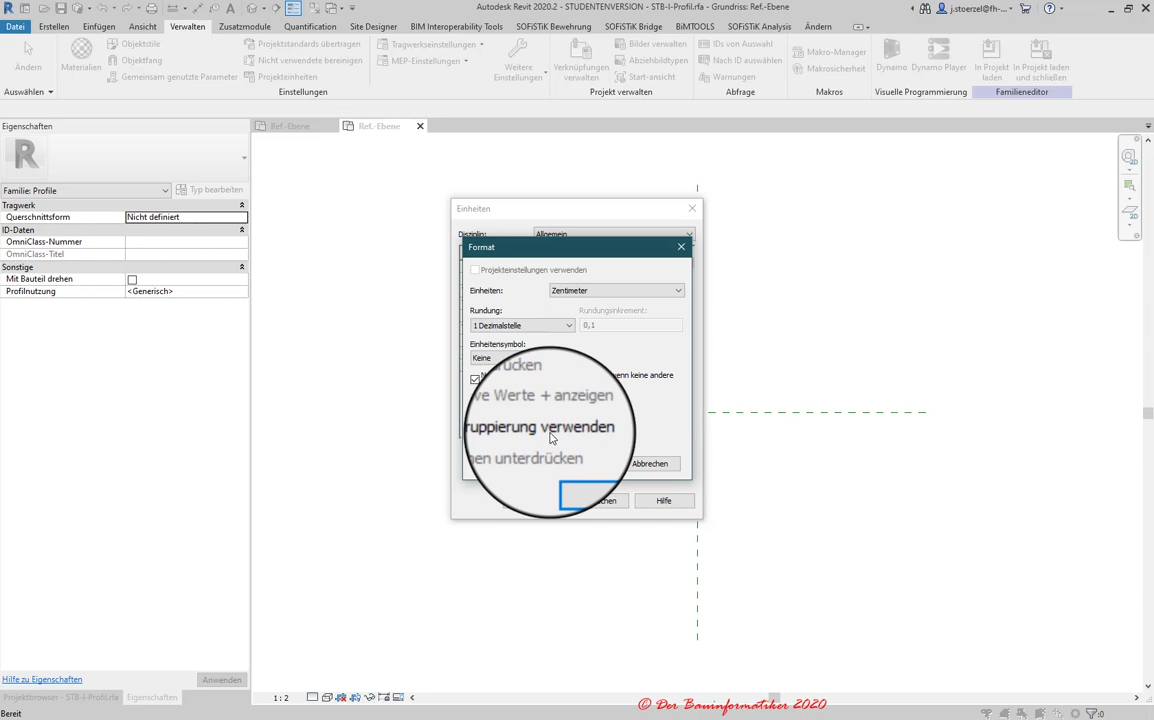 Autodesk Revit 2020.2 - STUDENTENVERSION - STB-I-Profil.rfa - Grundriss: Ref.-Ebene
j.stoerzel@fh-...
Datei Erstellen Einfügen Ansicht Verwalten Zusatzmodule Quantification Site Designer BIM Interoperability Tools SOFiSTiK Bewehrung SOFiSTiK Bridge BiMTOOLS SOFiSTiK Analysis Ändern
Ändern
Materialien
Objektstile
Objektfang
Gemeinsam genutzte Parameter
Projektstandards übertragen
Nicht verwendete bereinigen
Projekteinheiten
Tragwerkseinstellungen
MEP-Einstellungen
Weitere
Einstellungen
Verknüpfungen
verwalten
Bilder verwalten
Abziehbildtypen
Start-ansicht
IDs von Auswahl
Nach ID auswählen
Warnungen
Makro-Manager
Makrosicherheit
Dynamo
Dynamo Player
In Projekt
laden
In Projekt laden
und schließen
Auswählen Einstellungen Projekt verwalten Abfrage Makros Visuelle Programmierung Familieneditor
Eigenschaften
Ref.-Ebene
Ref.-Ebene
Familie: Profile
Typ bearbeiten
Tragwerk
Querschnittsform Nicht definiert
ID-Daten
OmniClass-Nummer
OmniClass-Titel
Sonstige
Mit Bauteil drehen
Profilnutzung <Generisch>
Einheiten
Disziplin: Allgemein
Format
Projekteinstellungen verwenden
Einheiten: Zentimeter
Rundung: Rundungsinkrement:
1 Dezimalstelle 0,1
Einheitensymbol:
Keine
drücken
wenn keine andere
ve Werte + anzeigen
ruppierung verwenden
nen unterdrücken
Abbrechen
chen
Hilfe
Hilfe zu Eigenschaften Anwenden
Projektbrowser - STB-I-Profil.rfa Eigenschaften
1 : 2
Bereit
© Der Bauinformatiker 2020
:0